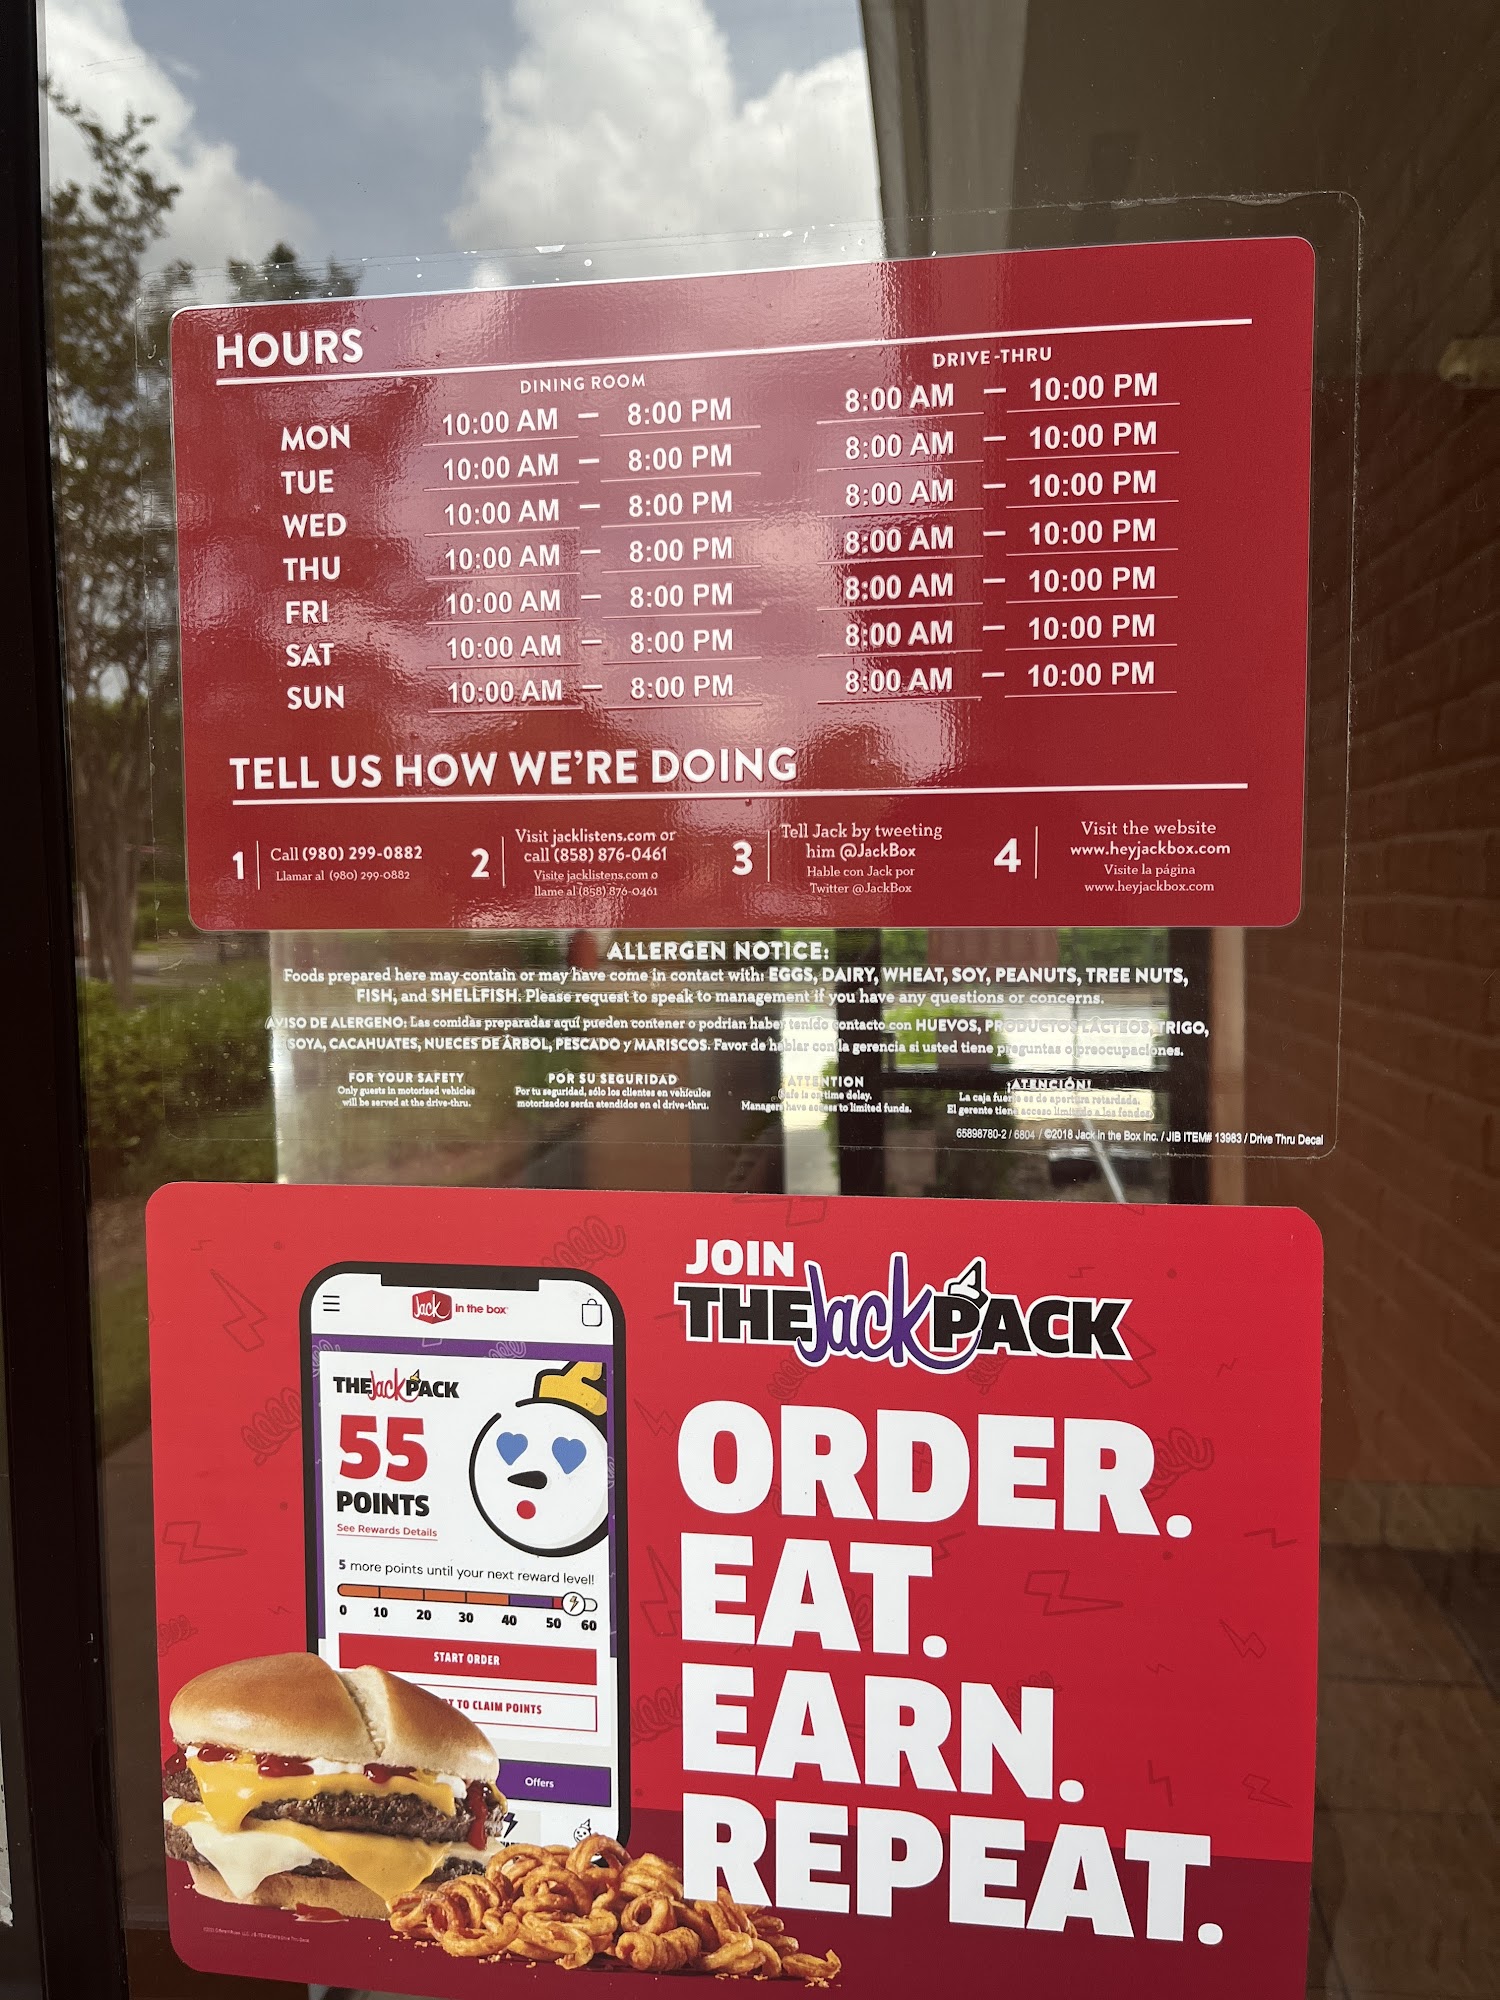 HOURS
DINING ROOM DRIVE-THRU
MON 10:00 AM — 8:00 PM 8:00 AM — 10:00 PM
TUE 10:00 AM — 8:00 PM 8:00 AM — 10:00 PM
WED 10:00 AM — 8:00 PM 8:00 AM — 10:00 PM
THU 10:00 AM — 8:00 PM 8:00 AM — 10:00 PM
FRI 10:00 AM — 8:00 PM 8:00 AM — 10:00 PM
SAT 10:00 AM — 8:00 PM 8:00 AM — 10:00 PM
SUN 10:00 AM — 8:00 PM 8:00 AM — 10:00 PM
TELL US HOW WE'RE DOING
1
Call (980) 299-0882
Llamar al (980) 299-0882
2
Visit jacklistens.com or
call (858) 876-0461
Visite jacklistens.com o
llame al (858) 876-0461
3
Tell Jack by tweeting
him @JackBox
Hable con Jack por
Twitter @JackBox
4
Visit the website
www.heyjackbox.com
Visite la página
www.heyjackbox.com
ALLERGEN NOTICE:
Foods prepared here may contain or may have come in contact with: EGGS, DAIRY, WHEAT, SOY, PEANUTS, TREE NUTS,
FISH, and SHELLFISH. Please request to speak to management if you have any questions or concerns.
AVISO DE ALERGENO: Las comidas preparadas aquí pueden contener o podrían haber tenido contacto con HUEVOS, PRODUCTOS LÁCTEOS, TRIGO,
SOYA, CACAHUATES, NUECES DE ÁRBOL, PESCADO y MARISCOS. Favor de hablar con la gerencia si usted tiene preguntas o preocupaciones.
FOR YOUR SAFETY
Only guests in motorized vehicles
will be served at the drive-thru.
POR SU SEGURIDAD
Por tu seguridad, sólo los clientes en vehículos
motorizados serán atendidos en el drive-thru.
ATTENTION
Safe is on time delay.
Managers have access to limited funds.
¡ATENCIÓN!
La caja fuerte es de apertura retardada.
El gerente tiene acceso limitado a los fondos.
65898780-2 / 6804 / ©2018 Jack in the Box Inc. / JIB ITEM# 13983 / Drive Thru Decal
JOIN
THE Jack PACK
ORDER.
EAT.
EARN.
REPEAT.
Jack in the box
THE Jack PACK
55
POINTS
See Rewards Details
5 more points until your next reward level!
0 10 20 30 40 50 60
START ORDER
TO CLAIM POINTS
Offers